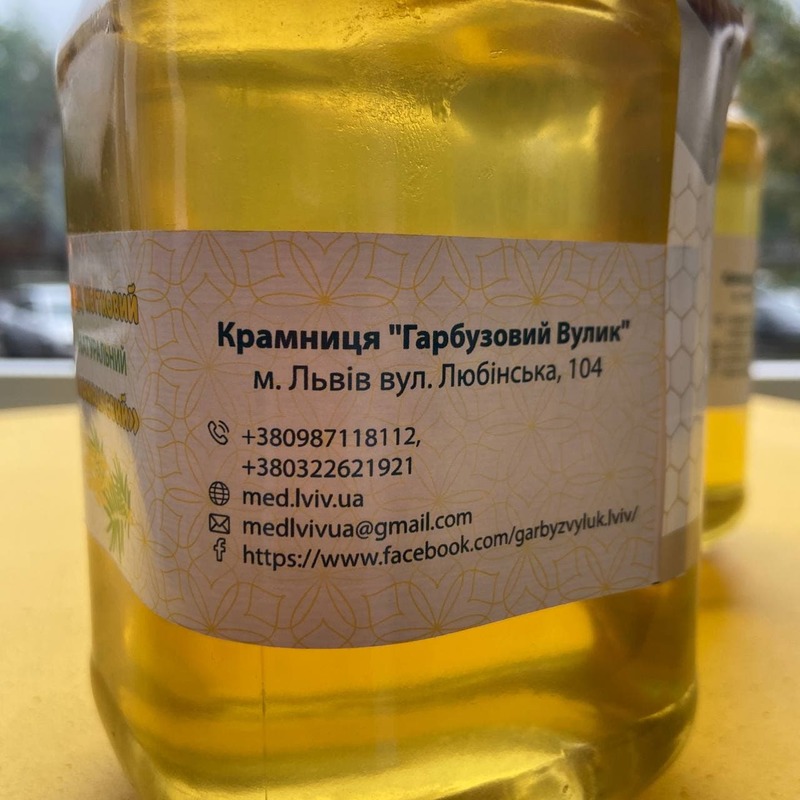 Крамниця "Гарбузовий Вулик"
м. Львів вул. Любінська, 104
+380987118112,
+380322621921
med.lviv.ua
medlvivua@gmail.com
https://www.facebook.com/garbyzvyluk.lviv/